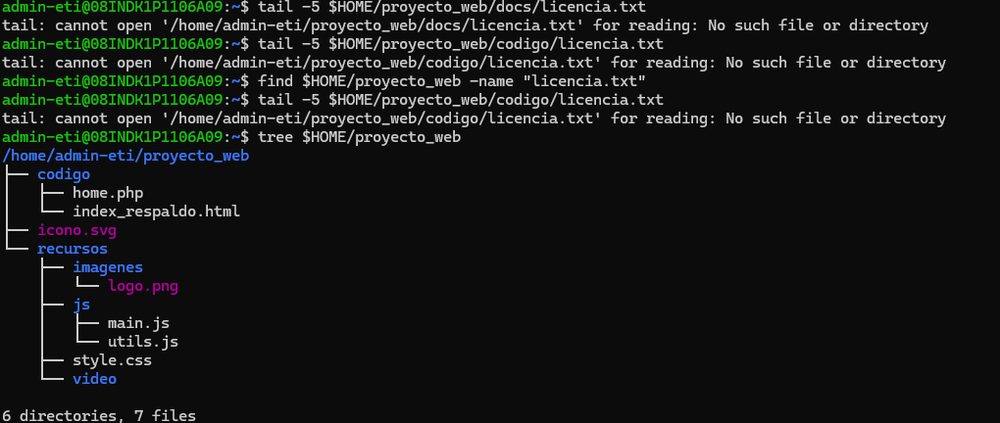 admin-eti@08INDK1P1106A09:~$ tail -5 $HOME/proyecto_web/docs/licencia.txt
tail: cannot open '/home/admin-eti/proyecto_web/docs/licencia.txt' for reading: No such file or directory
admin-eti@08INDK1P1106A09:~$ tail -5 $HOME/proyecto_web/codigo/licencia.txt
tail: cannot open '/home/admin-eti/proyecto_web/codigo/licencia.txt' for reading: No such file or directory
admin-eti@08INDK1P1106A09:~$ find $HOME/proyecto_web -name "licencia.txt"
admin-eti@08INDK1P1106A09:~$ tail -5 $HOME/proyecto_web/codigo/licencia.txt
tail: cannot open '/home/admin-eti/proyecto_web/codigo/licencia.txt' for reading: No such file or directory
admin-eti@08INDK1P1106A09:~$ tree $HOME/proyecto_web
/home/admin-eti/proyecto_web
├── codigo
│   ├── home.php
│   └── index_respaldo.html
├── icono.svg
└── recursos
    ├── imagenes
    │   └── logo.png
    ├── js
    │   ├── main.js
    │   └── utils.js
    ├── style.css
    └── video
6 directories, 7 files